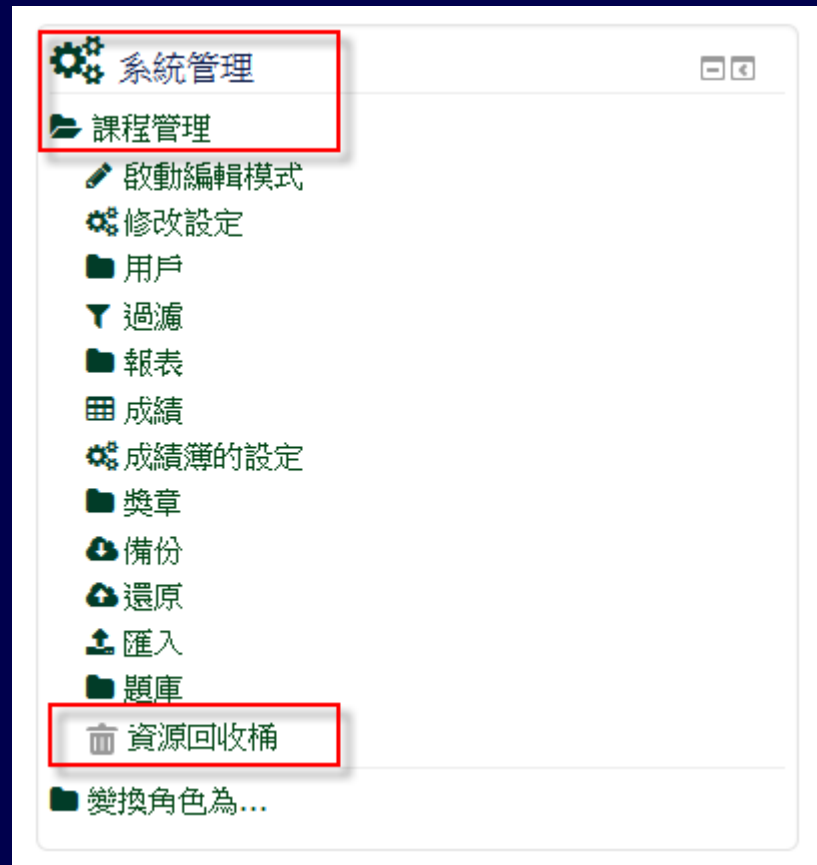 系統管理
課程管理
啟動編輯模式
修改設定
用戶
過濾
報表
成績
成績簿的設定
獎章
備份
還原
匯入
題庫
資源回收桶
變換角色為...